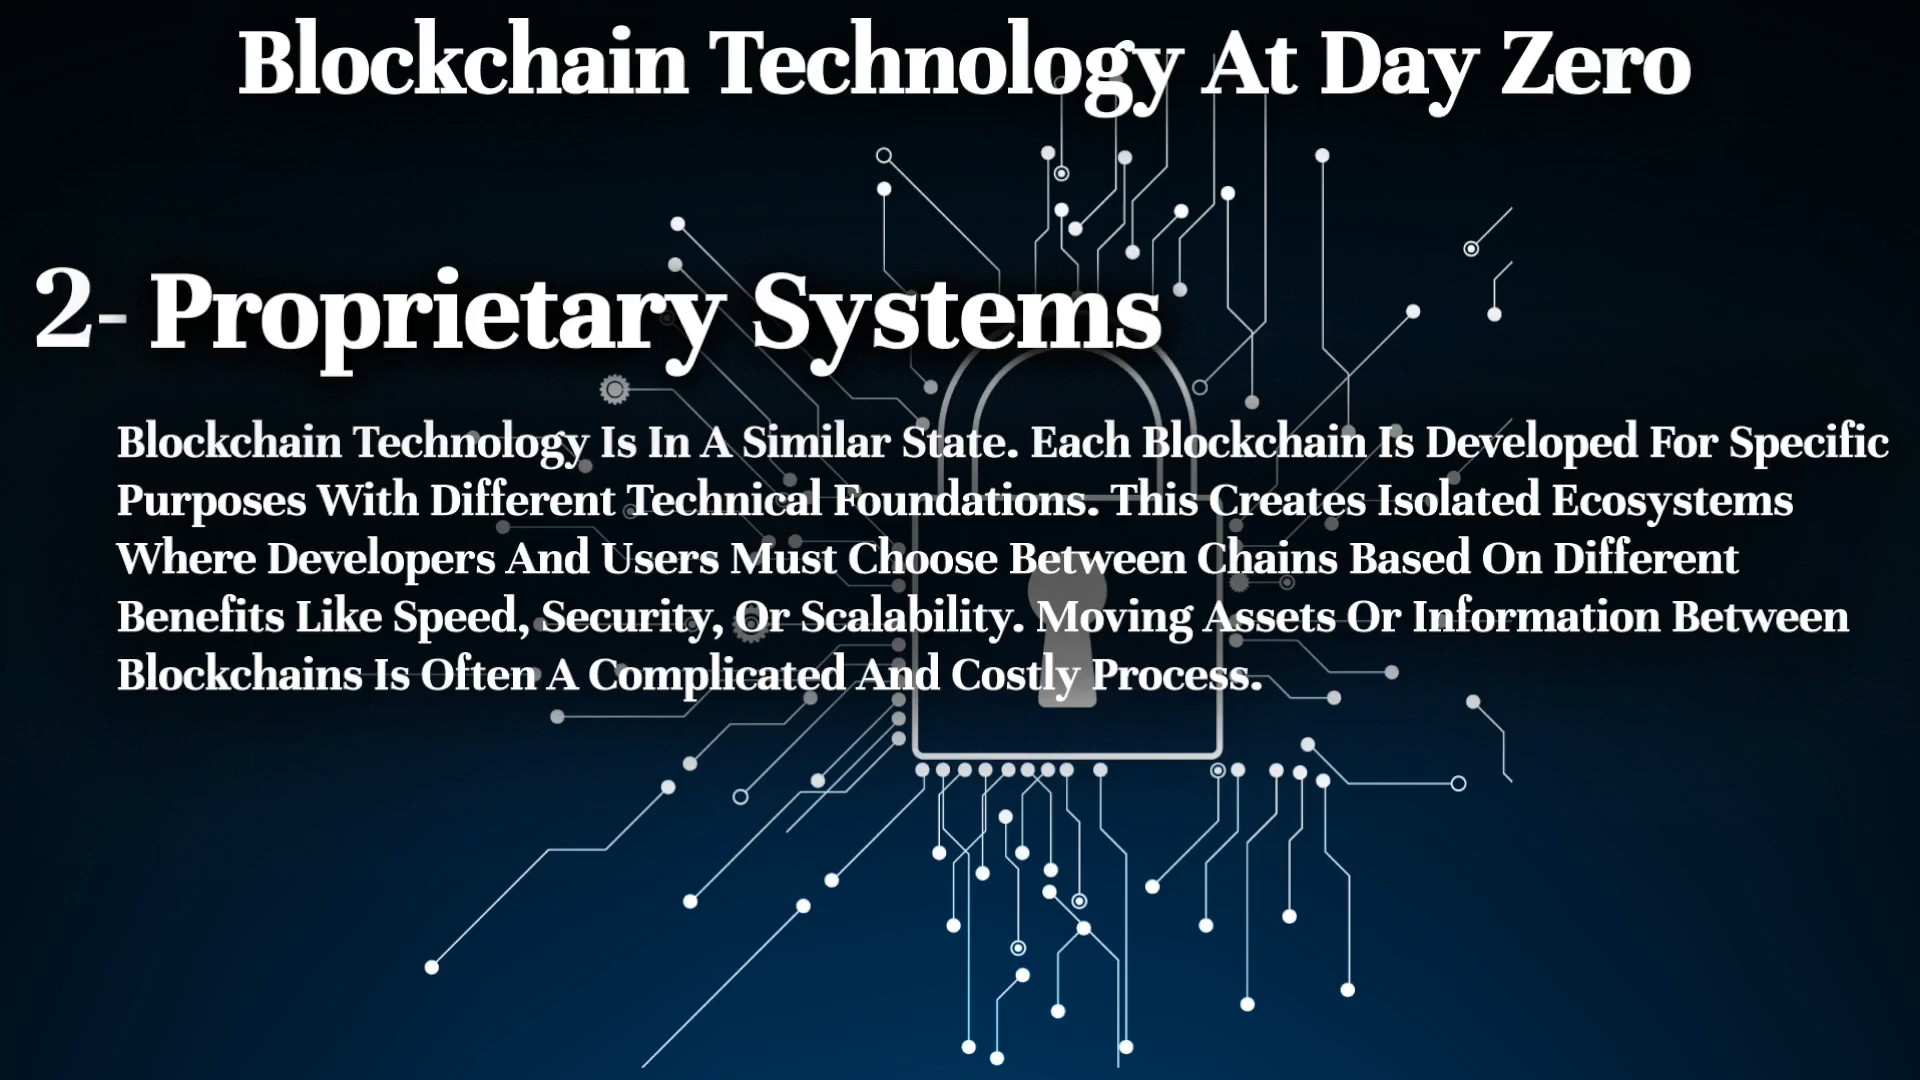 Blockchain Technology At Day Zero
2- Proprietary Systems
Blockchain Technology Is In A Similar State. Each Blockchain Is Developed For Specific
Purposes With Different Technical Foundations. This Creates Isolated Ecosystems
Where Developers And Users Must Choose Between Chains Based On Different
Benefits Like Speed, Security, Or Scalability. Moving Assets Or Information Between
Blockchains Is Often A Complicated And Costly Process.